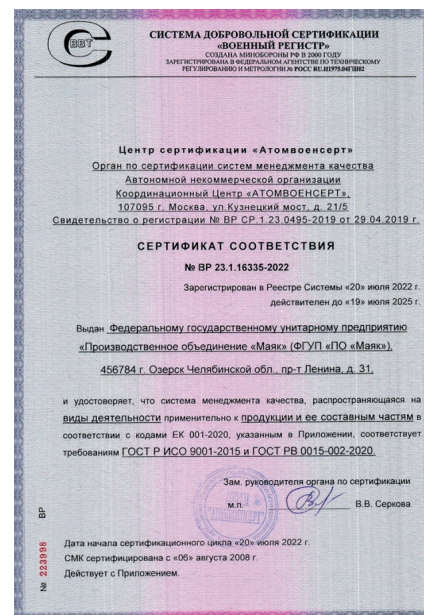 СВВТ
СИСТЕМА ДОБРОВОЛЬНОЙ СЕРТИФИКАЦИИ
«ВОЕННЫЙ РЕГИСТР»
СОЗДАНА МИНОБОРОНЫ РФ В 2000 ГОДУ
ЗАРЕГИСТРИРОВАНА В ФЕДЕРАЛЬНОМ АГЕНТСТВЕ ПО ТЕХНИЧЕСКОМУ
РЕГУЛИРОВАНИЮ И МЕТРОЛОГИИ № РОСС RU.И1975.04ГШ02
Центр сертификации «Атомвоенсерт»
Орган по сертификации систем менеджмента качества
Автономной некоммерческой организации
Координационный Центр «АТОМВОЕНСЕРТ»,
107095 г. Москва, ул.Кузнецкий мост, д. 21/5
Свидетельство о регистрации № ВР СР.1.23.0495-2019 от 29.04.2019 г.
СЕРТИФИКАТ СООТВЕТСТВИЯ
№ ВР 23.1.16335-2022
Зарегистрирован в Реестре Системы «20» июля 2022 г.
действителен до «19» июля 2025 г.
Выдан Федеральному государственному унитарному предприятию
«Производственное объединение «Маяк» (ФГУП «ПО «Маяк»),
456784 г. Озерск Челябинской обл., пр-т Ленина, д. 31,
и удостоверяет, что система менеджмента качества, распространяющаяся на
виды деятельности применительно к продукции и ее составным частям в
соответствии с кодами ЕК 001-2020, указанным в Приложении, соответствует
требованиям ГОСТ Р ИСО 9001-2015 и ГОСТ РВ 0015-002-2020.
Зам. руководителя органа по сертификации
м.п. В.В. Серкова
Дата начала сертификационного цикла «20» июля 2022 г.
СМК сертифицирована с «06» августа 2008 г.
Действует с Приложением.
№ 223998 ВР